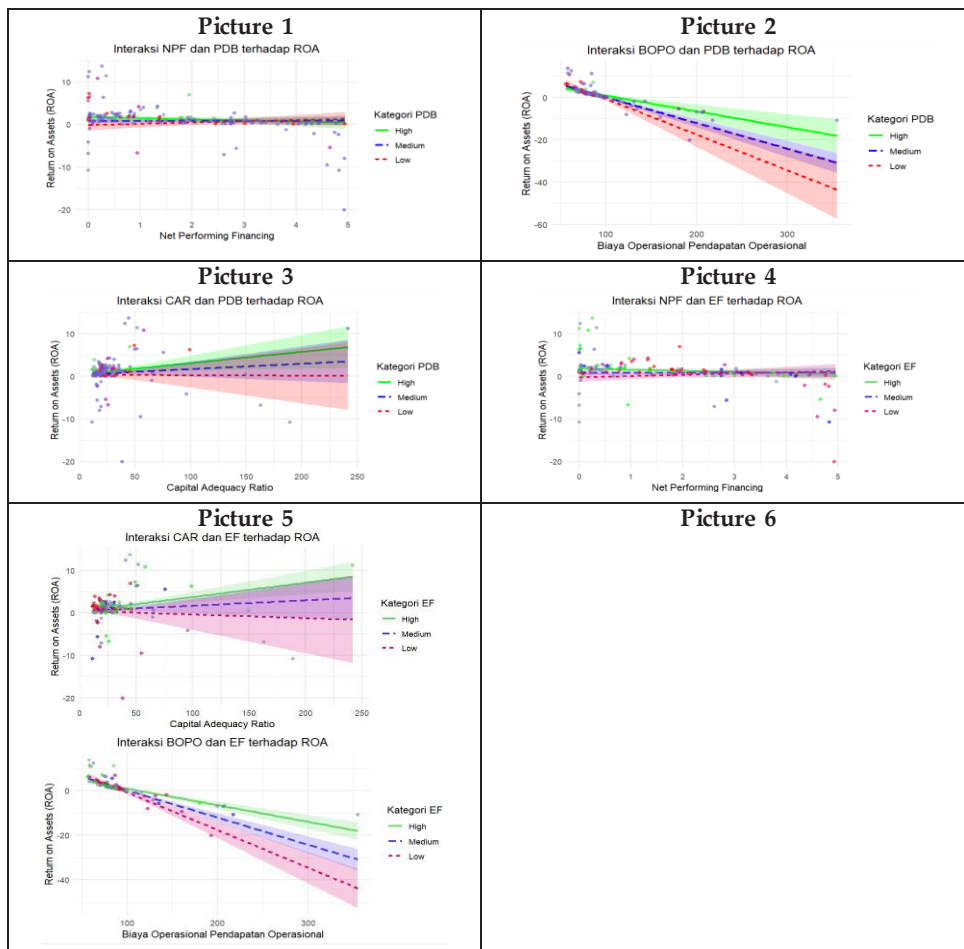 Picture 1
Interaksi NPF dan PDB terhadap ROA
Return on Assets (ROA)
10
0
-10
-20
0
1
2
3
4
5
Net Performing Financing
Kategori PDB
High
Medium
Low
Picture 2
Interaksi BOPO dan PDB terhadap ROA
Return on Assets (ROA)
0
-20
-40
-60
100
200
300
Biaya Operasional Pendapatan Operasional
Kategori PDB
High
Medium
Low
Picture 3
Interaksi CAR dan PDB terhadap ROA
Return on Assets (ROA)
10
0
-10
-20
0
50
100
150
200
250
Capital Adequacy Ratio
Kategori PDB
High
Medium
Low
Picture 4
Interaksi NPF dan EF terhadap ROA
Return on Assets (ROA)
10
0
-10
-20
0
1
2
3
4
5
Net Performing Financing
Kategori EF
High
Medium
Low
Picture 5
Interaksi CAR dan EF terhadap ROA
Return on Assets (ROA)
10
0
-10
-20
0
50
100
150
200
250
Capital Adequacy Ratio
Kategori EF
High
Medium
Low
Interaksi BOPO dan EF terhadap ROA
Return on Assets (ROA)
0
-20
-40
100
200
300
Biaya Operasional Pendapatan Operasional
Kategori EF
High
Medium
Low
Picture 6